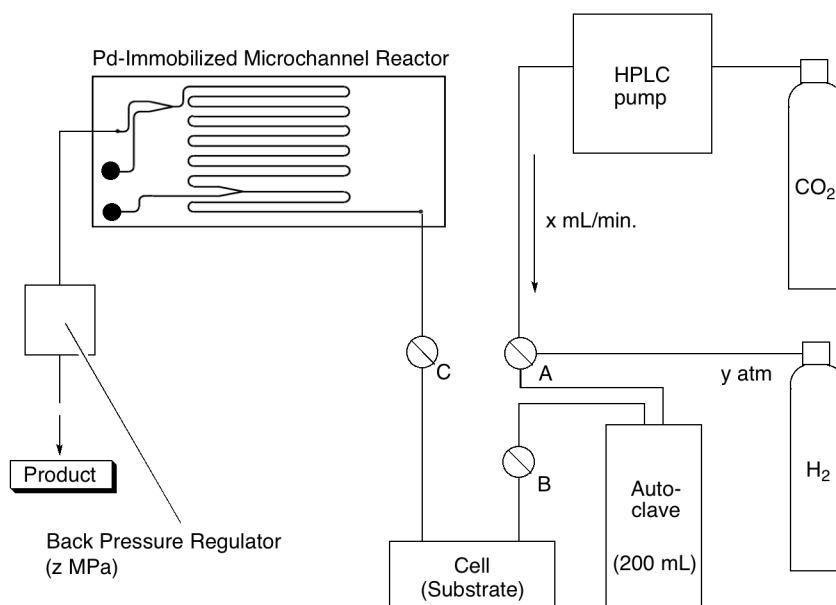 Pd-Immobilized Microchannel Reactor
HPLC
pump
CO2
x mL/min.
C
A
y atm
H2
B
Auto-
clave
(200 mL)
Product
Back Pressure Regulator
(z MPa)
Cell
(Substrate)